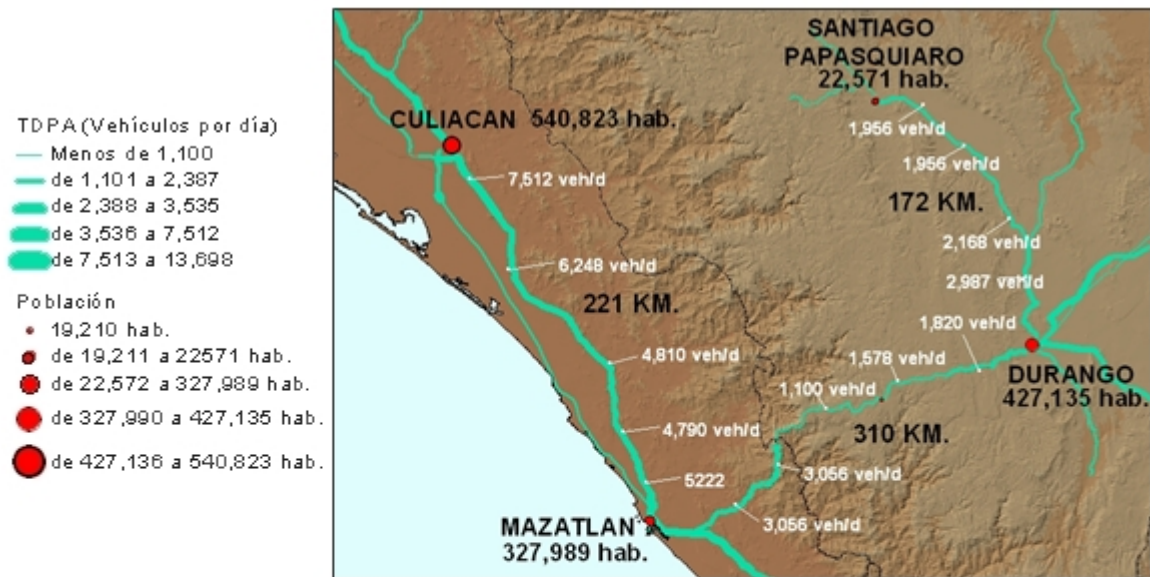 TDPA (Vehículos por día)
Menos de 1,100
de 1,101 a 2,387
de 2,388 a 3,535
de 3,536 a 7,512
de 7,513 a 13,698
Población
19,210 hab.
de 19,211 a 22571 hab.
de 22,572 a 327,989 hab.
de 327,990 a 427,135 hab.
de 427,136 a 540,823 hab.
SANTIAGO
PAPASQUIARO
22,571 hab.
CULIACAN 540,823 hab.
1,956 veh/d
1,956 veh/d
7,512 veh/d
172 KM.
2,168 veh/d
6,248 veh/d
2,987 veh/d
221 KM.
1,820 veh/d
4,810 veh/d
1,578 veh/d
DURANGO
427,135 hab.
1,100 veh/d
310 KM.
4,790 veh/d
3,056 veh/d
5222
3,056 veh/d
MAZATLAN
327,989 hab.